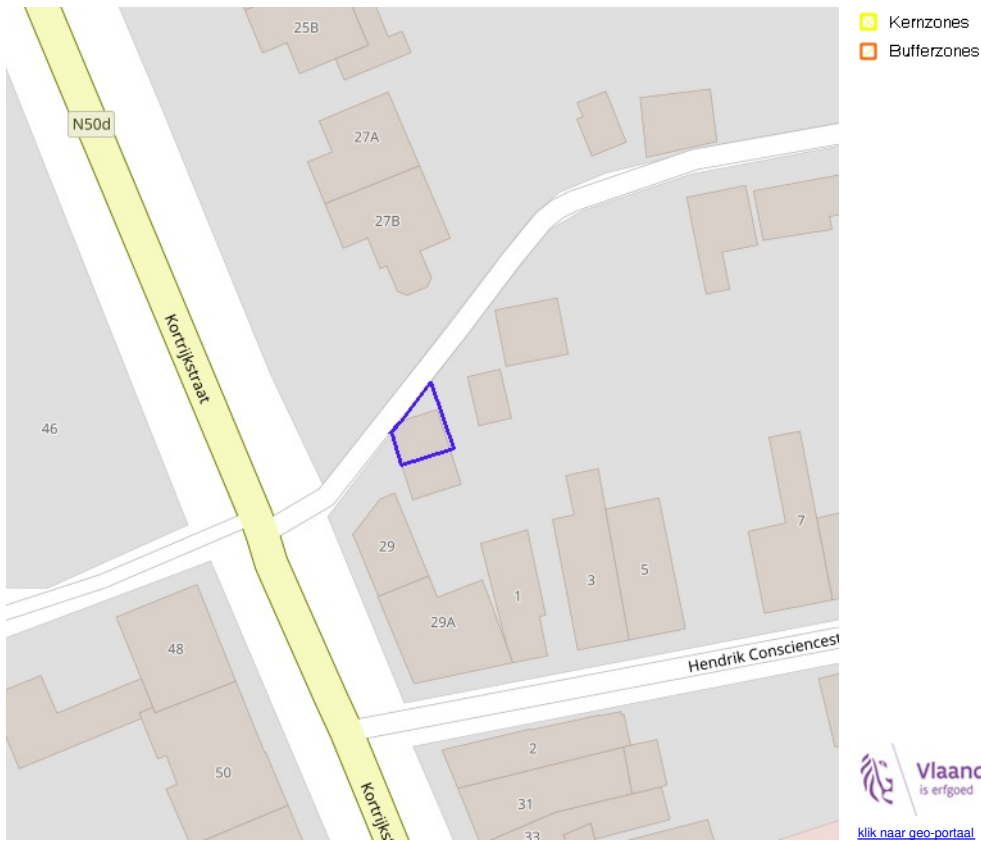 25B
Kernzones
Bufferzones
N50d
27A
27B
Kortrijkstraat
46
29
7
3
5
1
29A
48
Hendrik Consciencest
2
50
31
Kortrijks
33
Vlaand
is erfgoed
klik naar geo-portaal